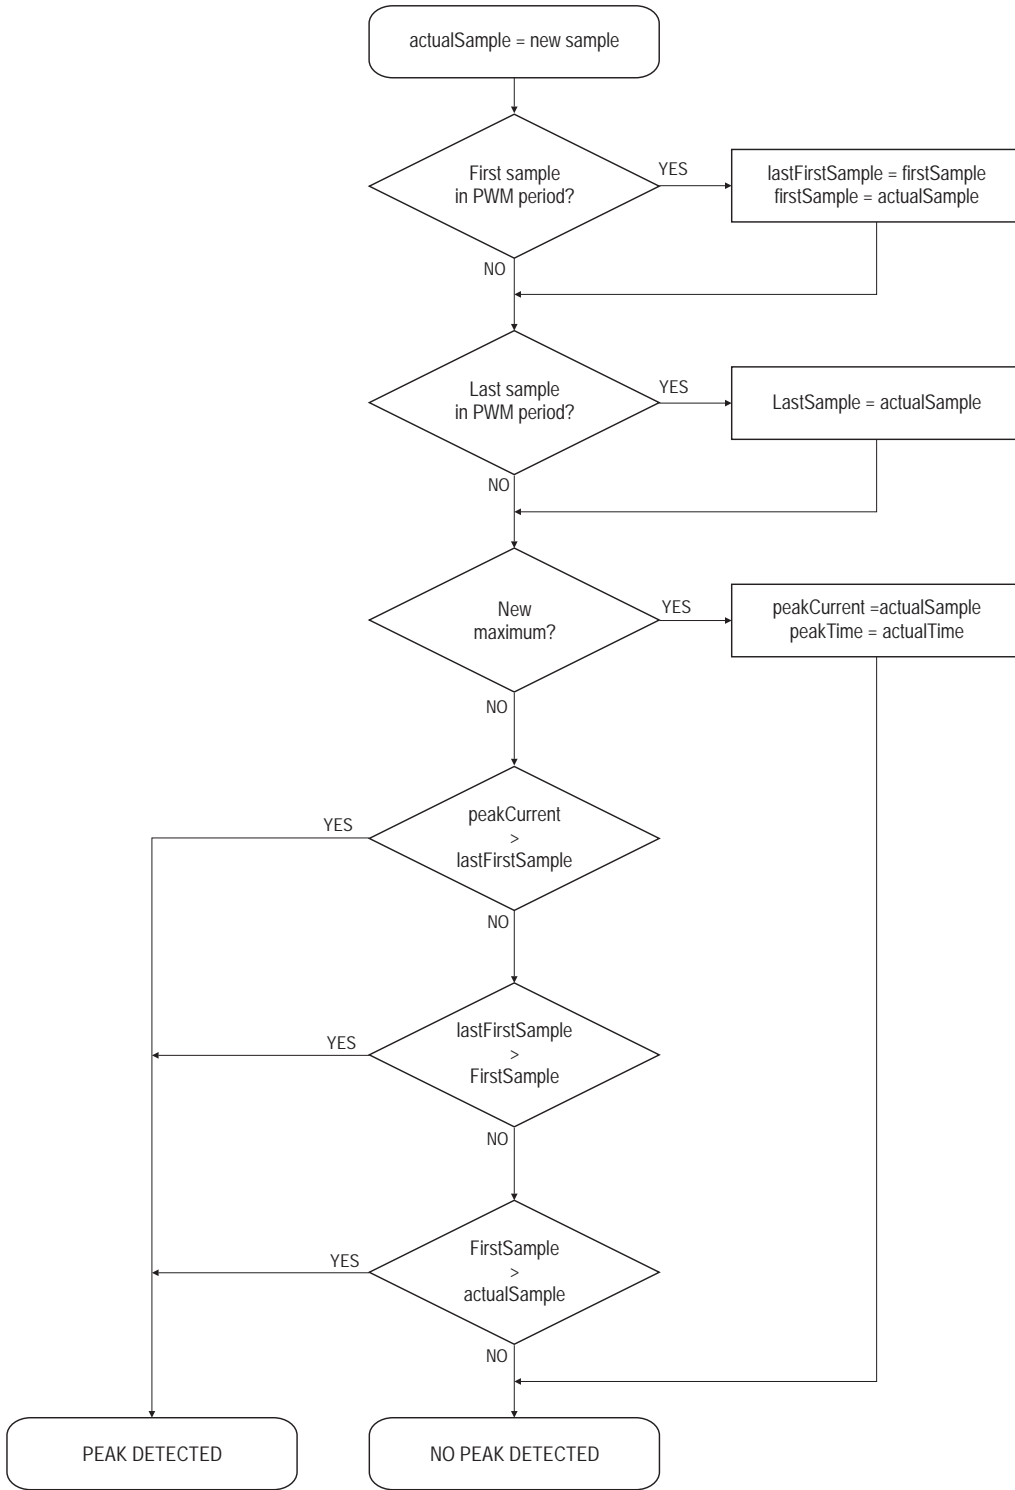 actualSample = new sample
First sample
in PWM period?
YES
lastFirstSample = firstSample
firstSample = actualSample
NO
Last sample
in PWM period?
YES
LastSample = actualSample
NO
New
maximum?
YES
peakCurrent =actualSample
peakTime = actualTime
NO
peakCurrent
>
lastFirstSample
YES
NO
lastFirstSample
>
FirstSample
YES
NO
FirstSample
>
actualSample
YES
NO
PEAK DETECTED
NO PEAK DETECTED